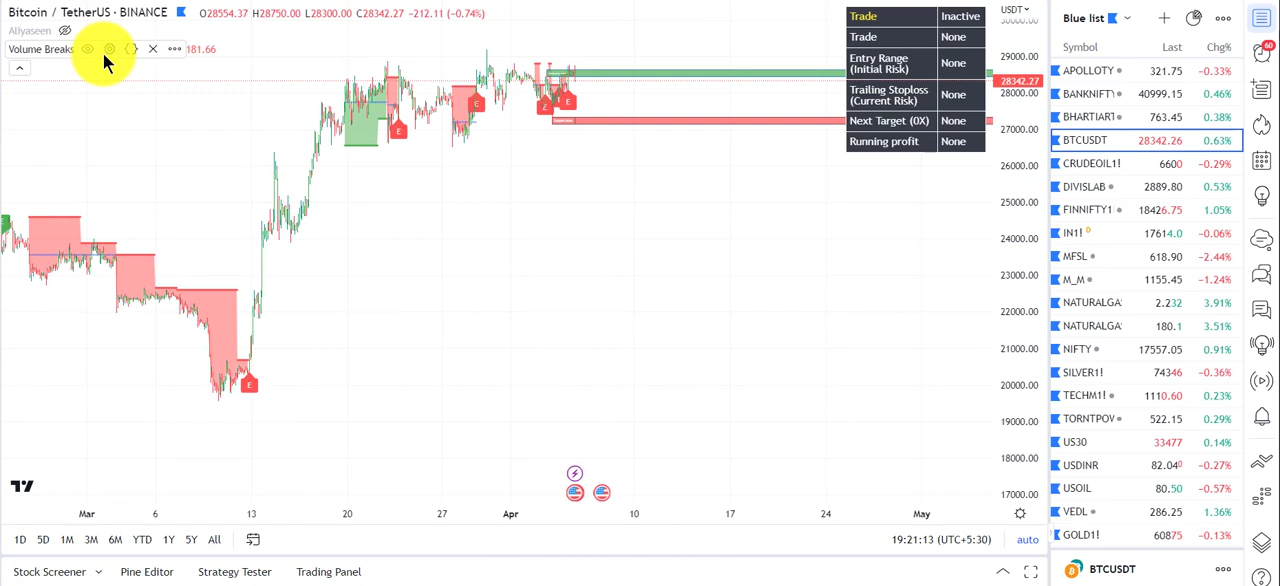 Bitcoin / TetherUS · BINANCE O28554.37 H28750.00 L28300.00 C28342.27 −212.11 (−0.74%)
Aliyaseen
Volume Breaks 181.66
Trade Inactive
Trade None
Entry Range (Initial Risk) None
Trailing Stoploss (Current Risk) None
Next Target (0X) None
Running profit None
USDT
30000.00
29000.00
28342.27
28000.00
27000.00
26000.00
25000.00
24000.00
23000.00
22000.00
21000.00
20000.00
19000.00
18000.00
17000.00
E
E
E
E
E
Mar 6 13 20 27 Apr 10 17 24 May
1D 5D 1M 3M 6M YTD 1Y 5Y All
19:21:13 (UTC+5:30) auto
Stock Screener Pine Editor Strategy Tester Trading Panel
Blue list
Symbol Last Chg%
APOLLOTY 321.75 −0.33%
BANKNIFTY 40999.15 0.46%
BHARTIART 763.45 0.38%
BTCUSDT 28342.26 0.63%
CRUDEOIL1! 6600 −0.29%
DIVISLAB 2889.80 0.53%
FINNIFTY1 18426.75 1.05%
IN1! D 17614.0 −0.06%
MFSL 618.90 −2.44%
M_M 1155.45 −1.24%
NATURALGA 2.232 3.91%
NATURALGA 180.1 3.51%
NIFTY 17557.05 0.91%
SILVER1! 74346 −0.36%
TECHM1! 1110.60 0.23%
TORNTPOV 522.15 0.29%
US30 33477 0.14%
USDINR 82.04⁰ −0.27%
USOIL 80.50 −0.57%
VEDL 286.25 1.36%
GOLD1! 60875 −0.13%
BTCUSDT
60